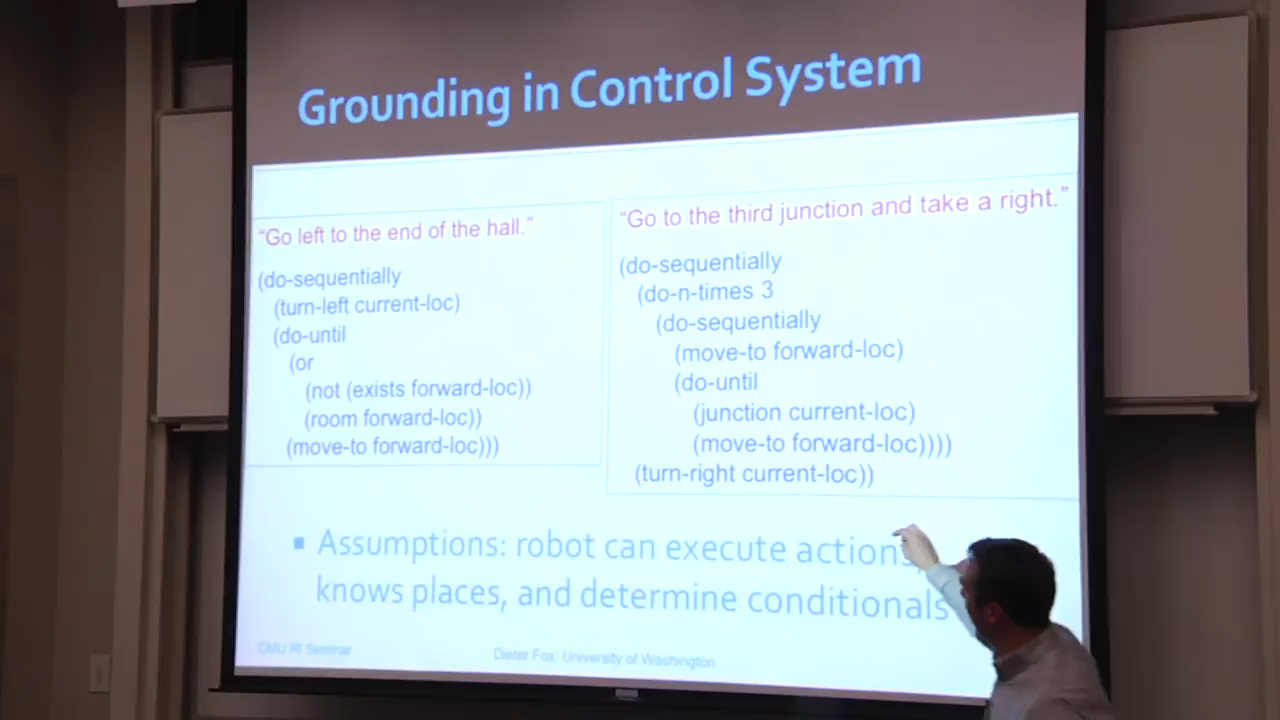 Grounding in Control System
"Go left to the end of the hall."
(do-sequentially
(turn-left current-loc)
(do-until
(or
(not (exists forward-loc))
(room forward-loc))
(move-to forward-loc)))
"Go to the third junction and take a right."
(do-sequentially
(do-n-times 3
(do-sequentially
(move-to forward-loc)
(do-until
(junction current-loc)
(move-to forward-loc))))
(turn-right current-loc))
▪ Assumptions: robot can execute actions,
knows places, and determine conditionals
CMU RI Seminar
Dieter Fox: University of Washington